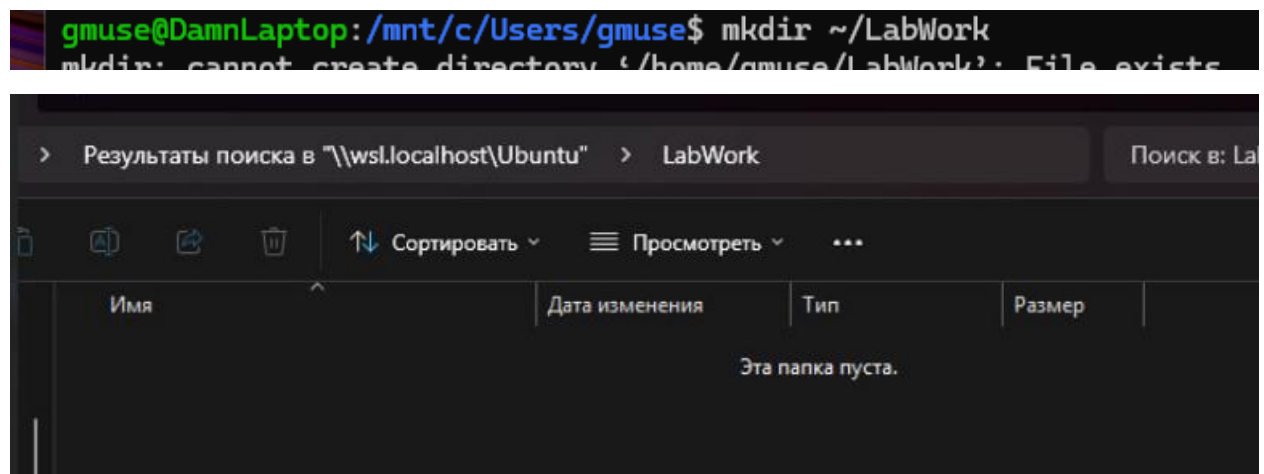 gmuse@DamnLaptop:/mnt/c/Users/gmuse$ mkdir ~/LabWork
mkdir: cannot create directory ‘/home/gmuse/LabWork’: File exists
> Результаты поиска в "\\wsl.localhost\Ubuntu" > LabWork Поиск в: La
Сортировать Просмотреть ...
Имя Дата изменения Тип Размер
Эта папка пуста.